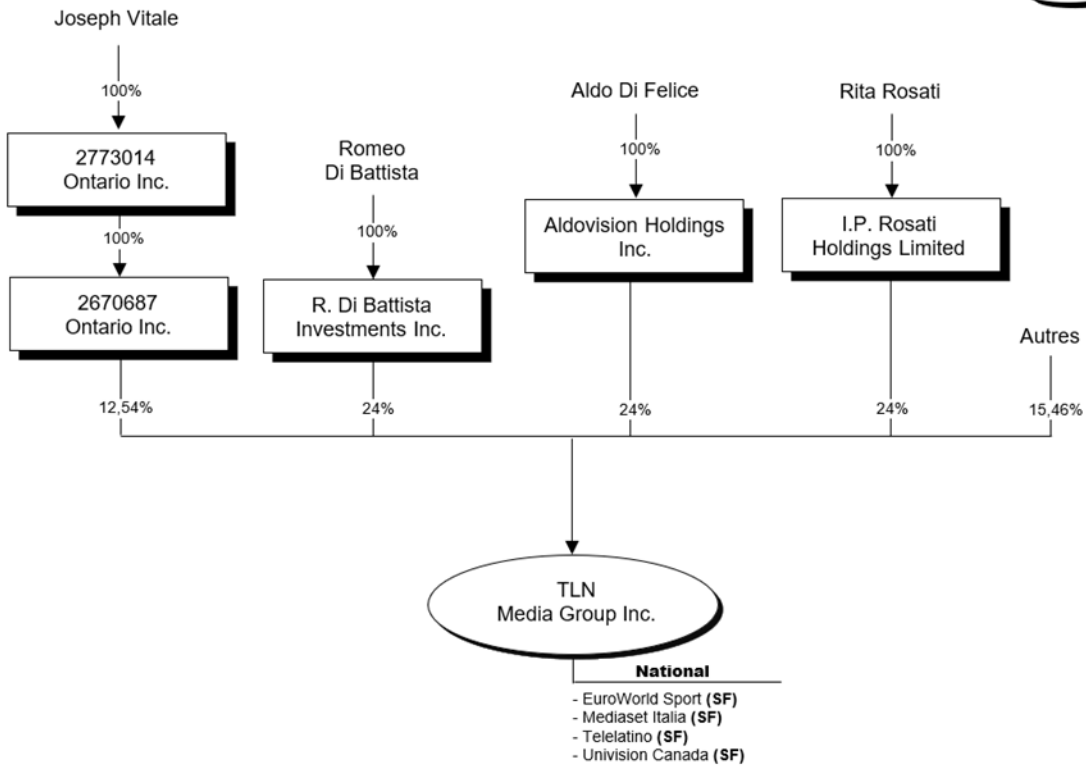 Joseph Vitale
100%
2773014
Ontario Inc.
100%
2670687
Ontario Inc.
12,54%
Romeo
Di Battista
100%
R. Di Battista
Investments Inc.
24%
Aldo Di Felice
100%
Aldovision Holdings
Inc.
24%
Rita Rosati
100%
I.P. Rosati
Holdings Limited
24%
Autres
15,46%
TLN
Media Group Inc.
National
- EuroWorld Sport (SF)
- Mediaset Italia (SF)
- Telelatino (SF)
- Univision Canada (SF)